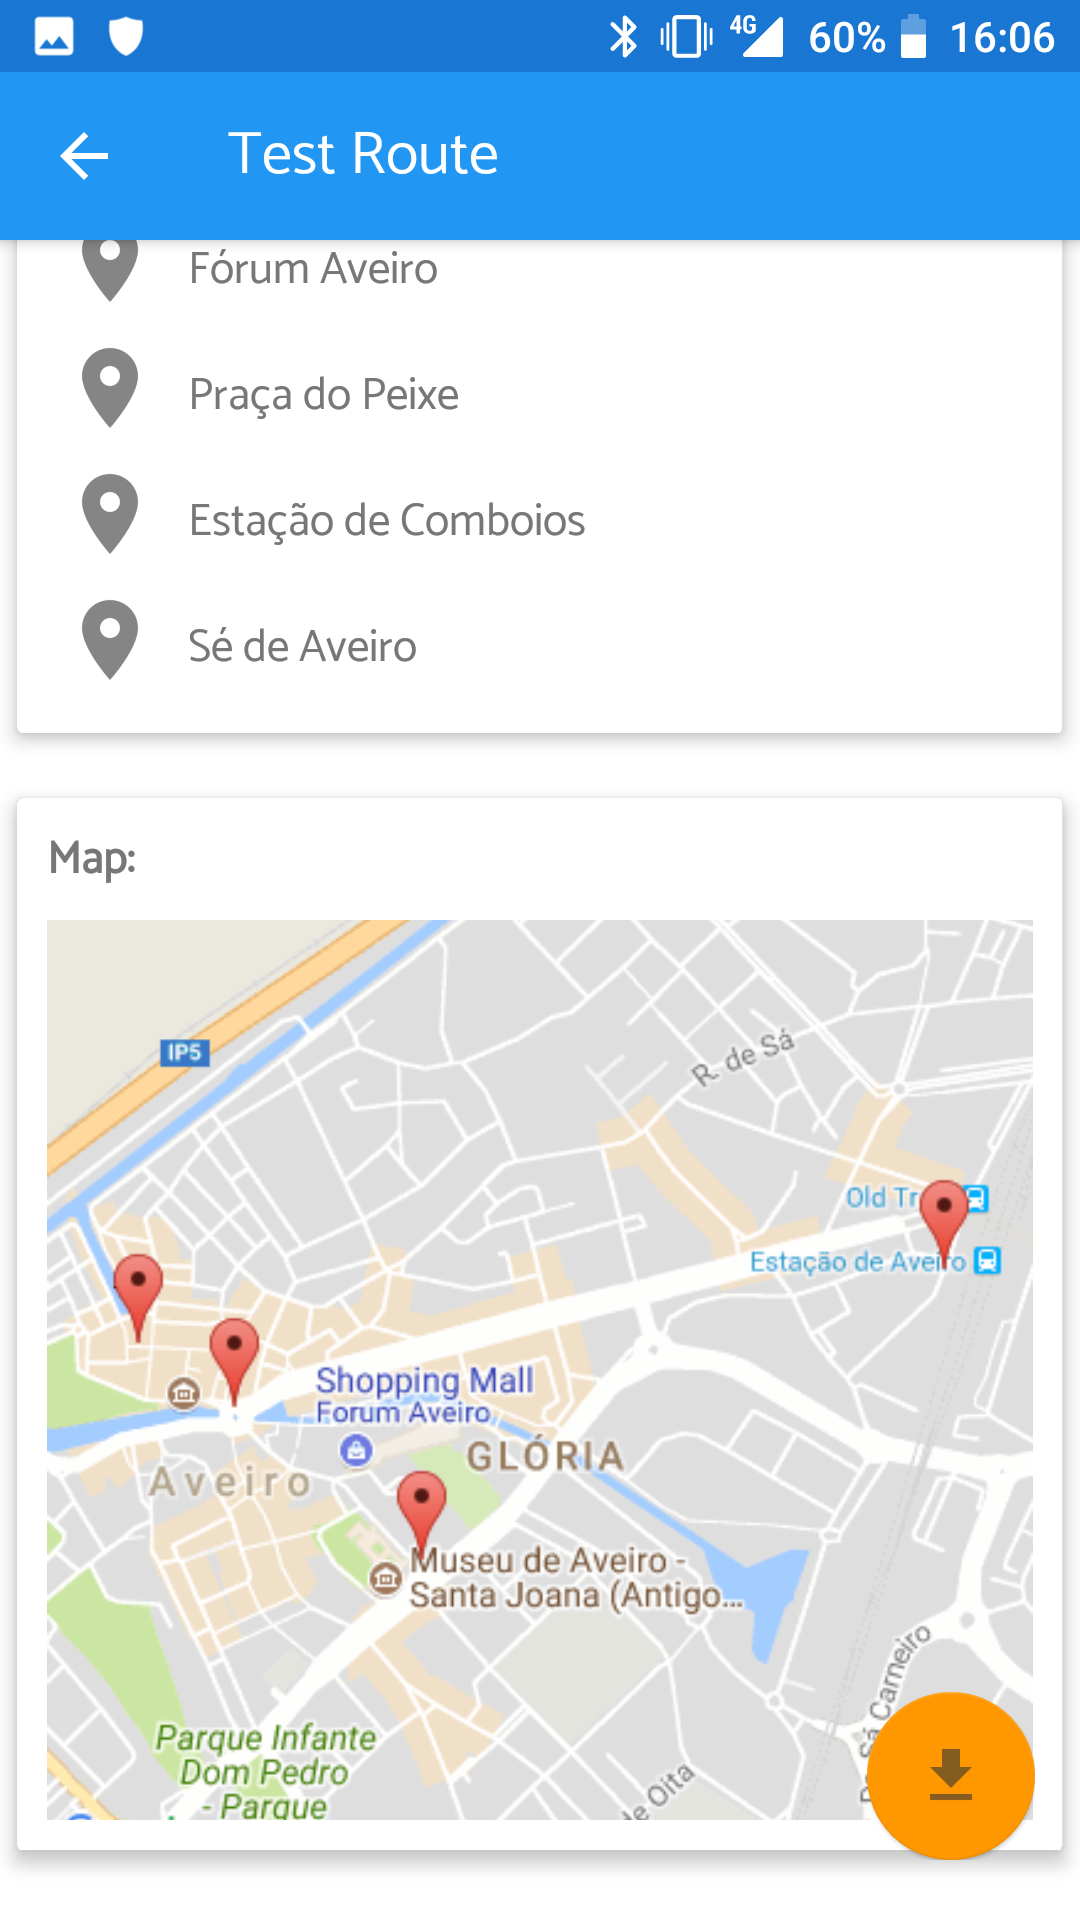 4G 60% 16:06
Test Route
Fórum Aveiro
Praça do Peixe
Estação de Comboios
Sé de Aveiro
Map:
IP5
R. de Sá
Old Tr
Estação de Aveiro
Shopping Mall
Forum Aveiro
GLÓRIA
Aveiro
Museu de Aveiro -
Santa Joana (Antigo...
Sá Carneiro
Parque Infante
Dom Pedro
- Parque
de Oita